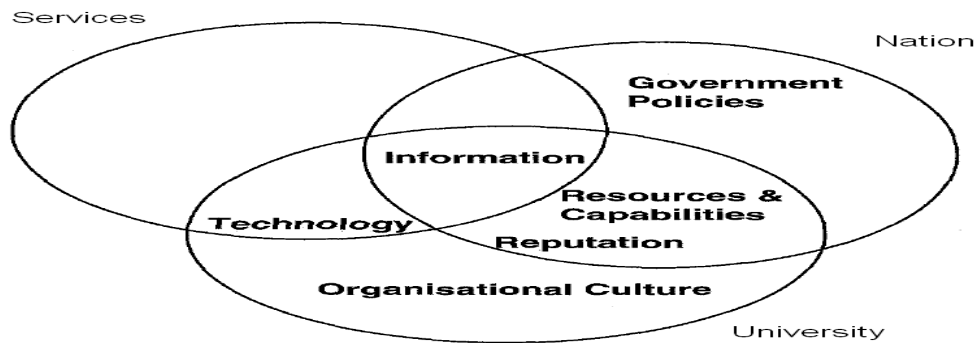 Services
Nation
Government
Policies
Information
Resources &
Capabilities
Technology
Reputation
Organisational Culture
University